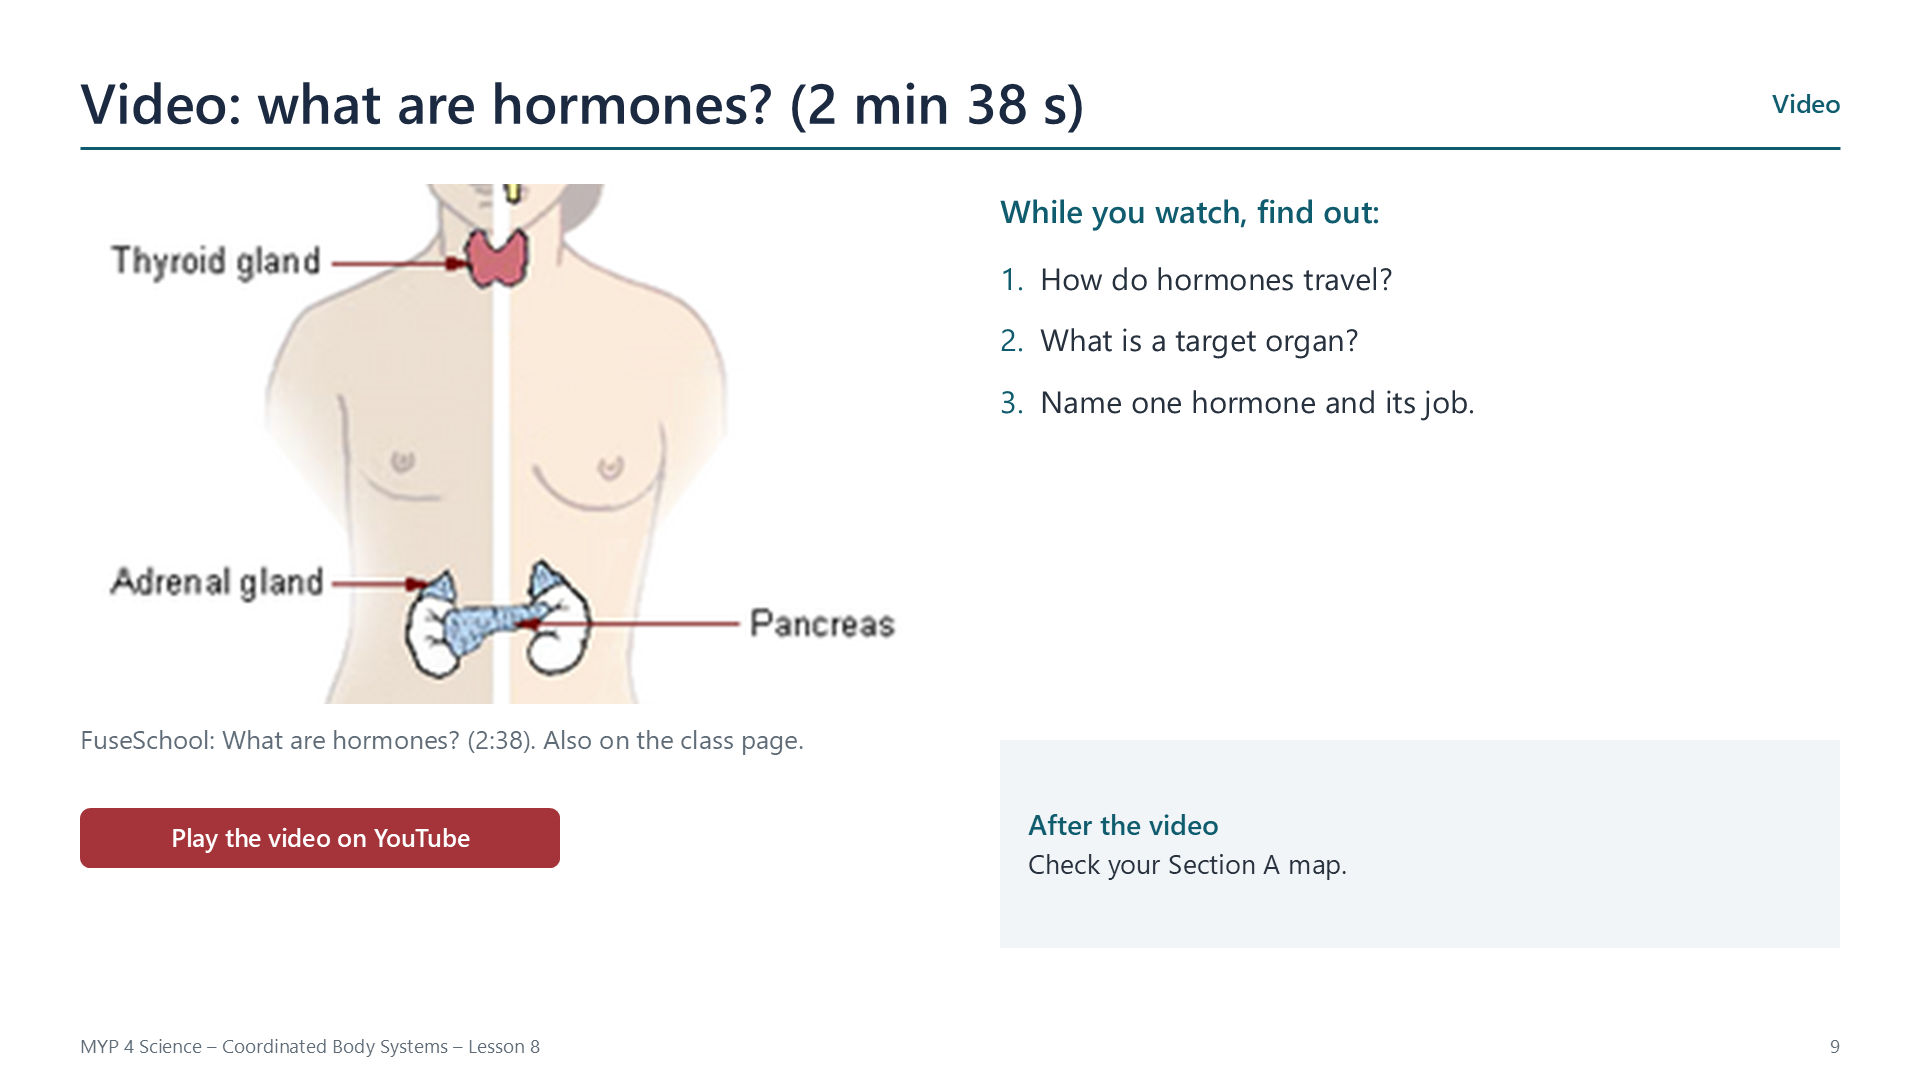 Video: what are hormones? (2 min 38 s)
Video
Thyroid gland
Adrenal gland
Pancreas
FuseSchool: What are hormones? (2:38). Also on the class page.
Play the video on YouTube
While you watch, find out:
1. How do hormones travel?
2. What is a target organ?
3. Name one hormone and its job.
After the video
Check your Section A map.
MYP 4 Science – Coordinated Body Systems – Lesson 8
9